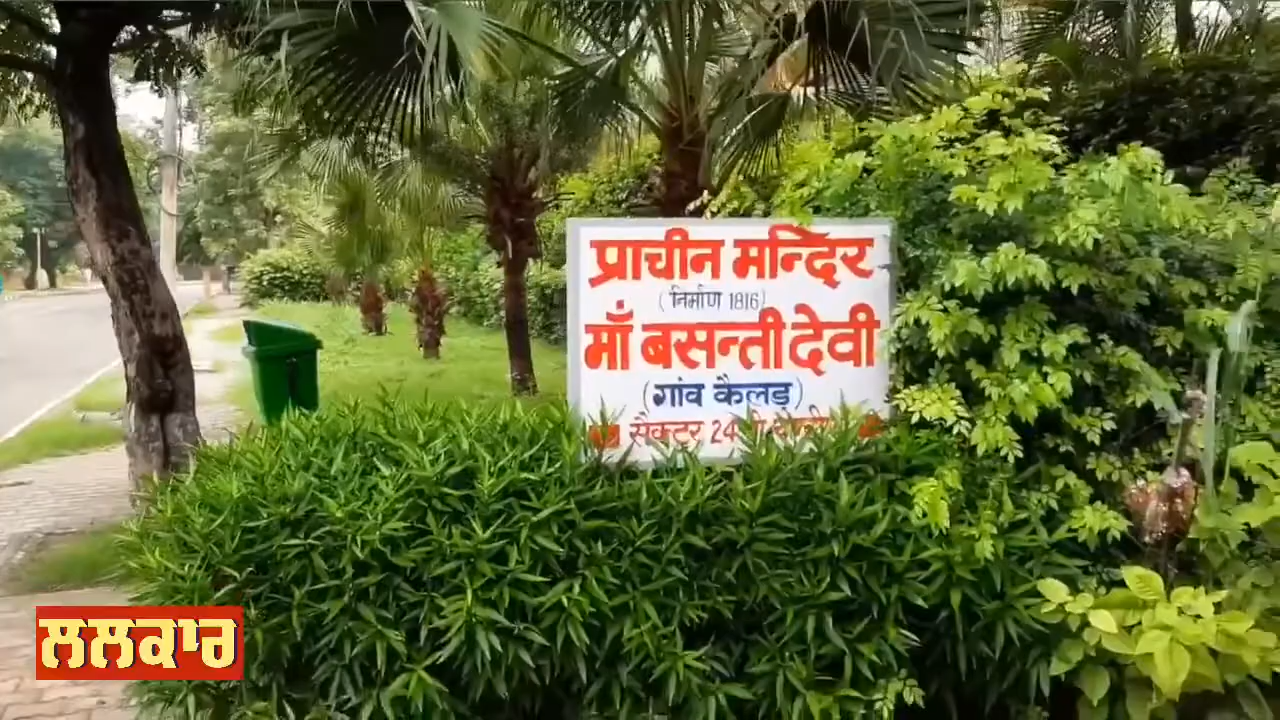 प्राचीन मन्दिर
(निर्माण 1816)
माँ बसन्ती देवी
(गांव कैलड़)
सैक्टर 24
ਲਲਕਾਰ